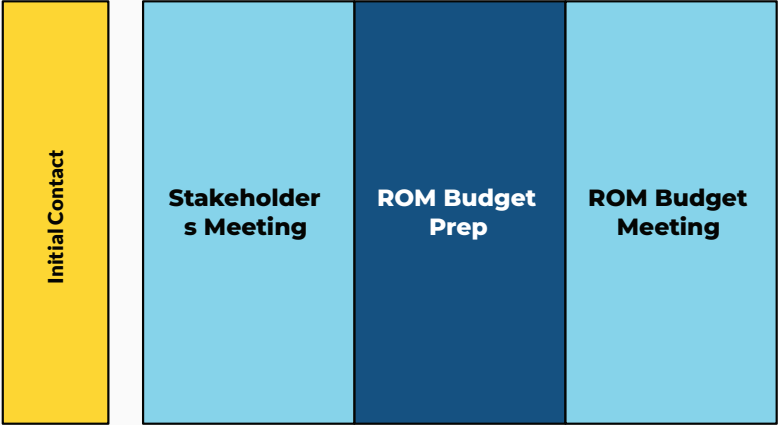 Initial Contact
Stakeholder
s Meeting
ROM Budget
Prep
ROM Budget
Meeting